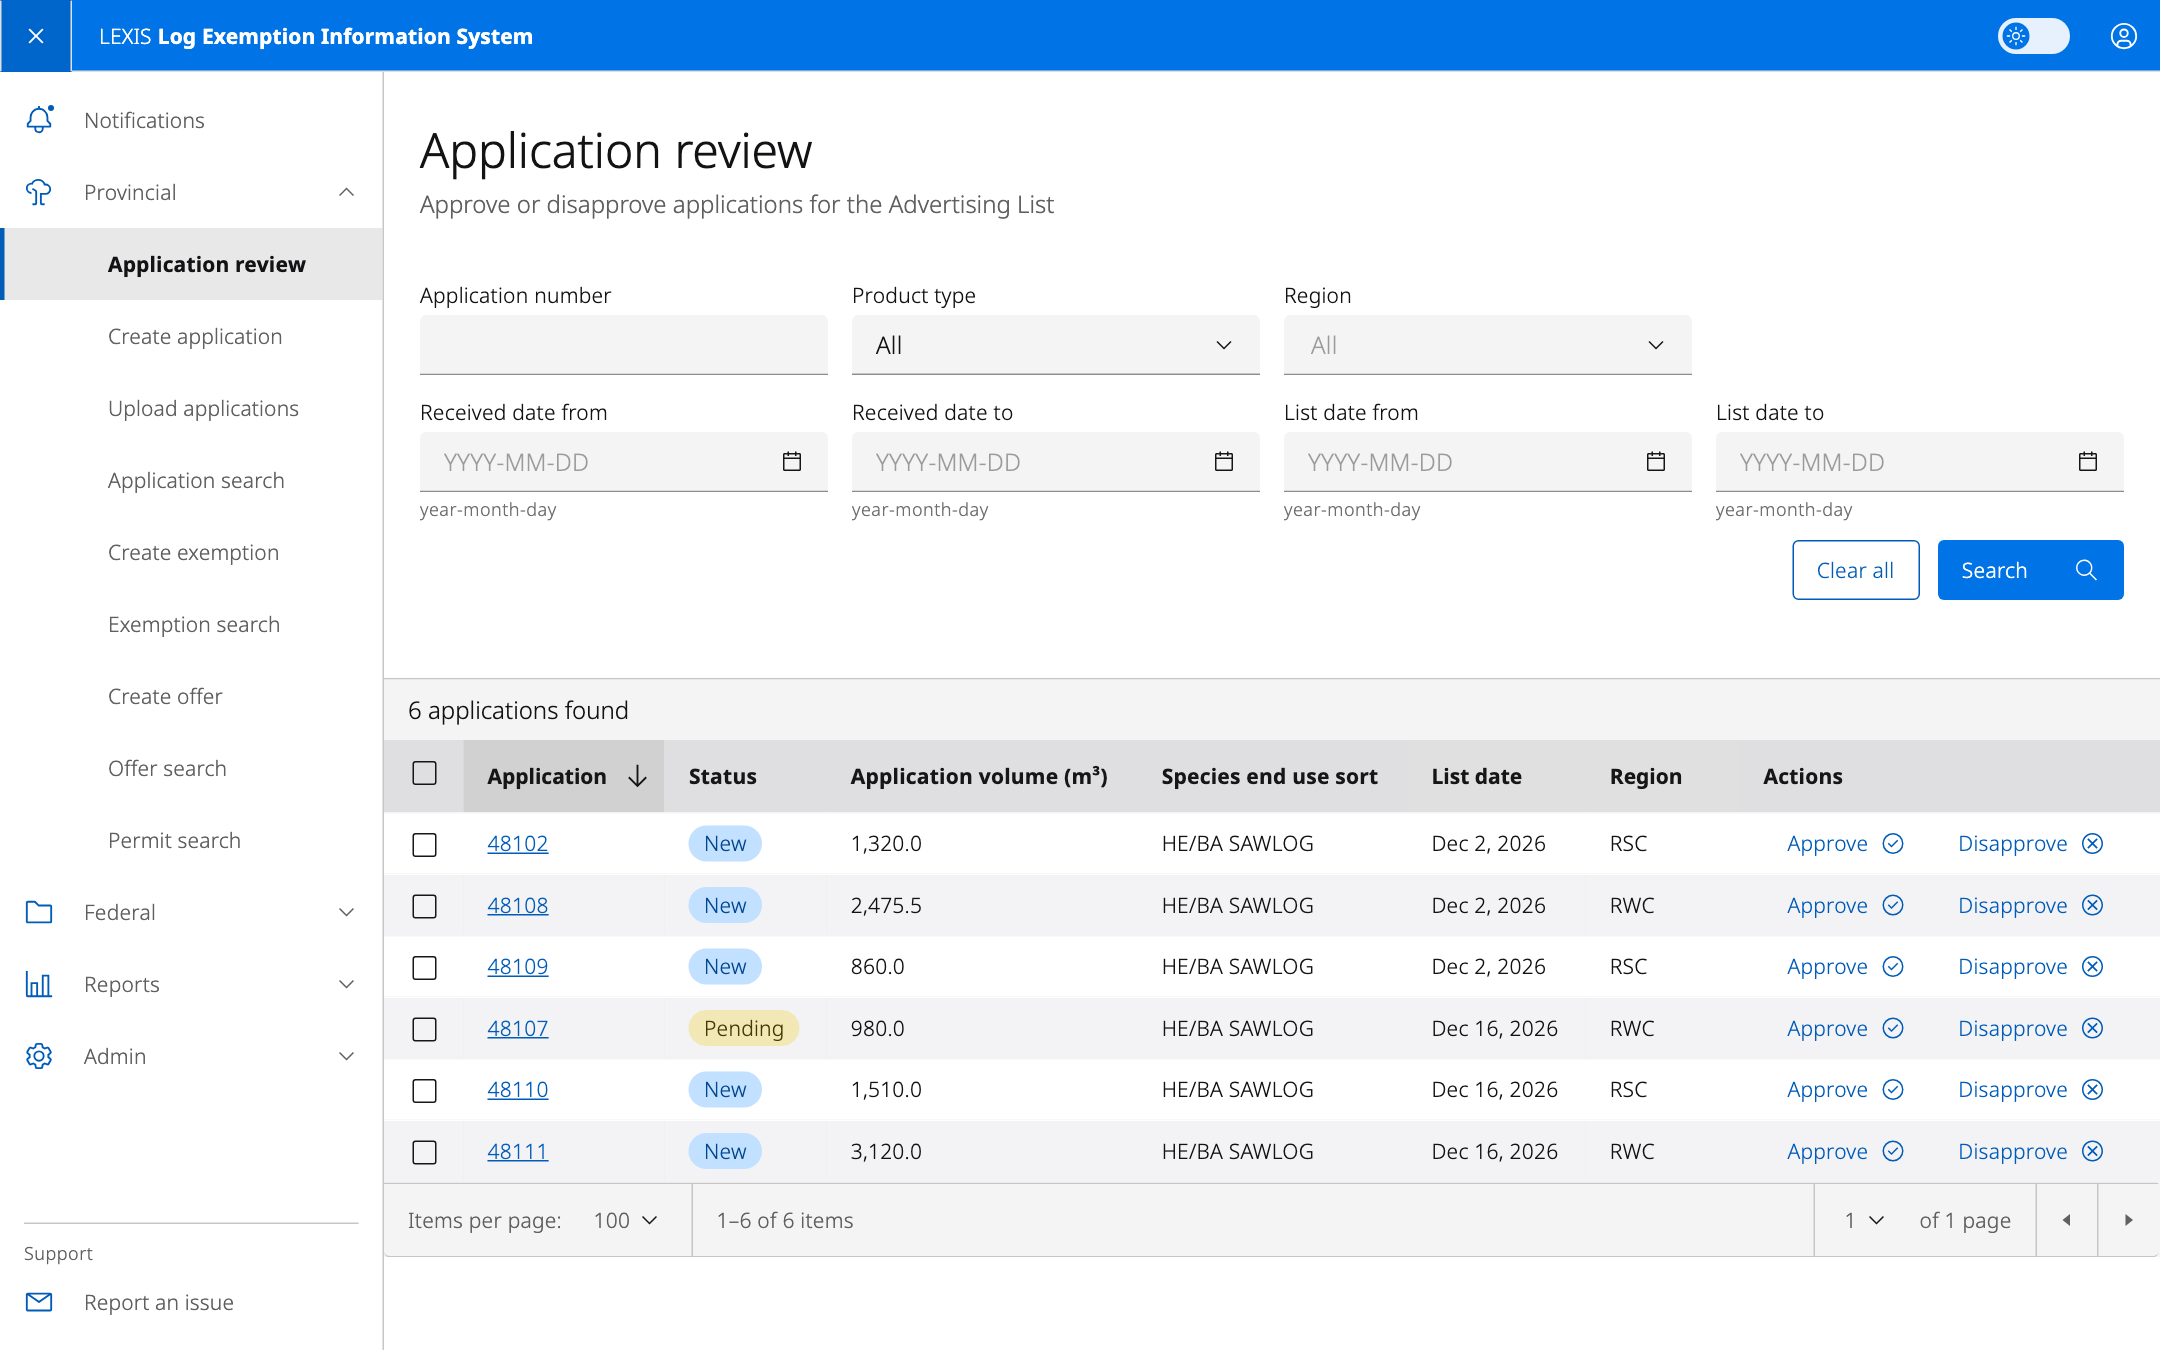 LEXIS Log Exemption Information System
Notifications
Provincial
Application review
Create application
Upload applications
Application search
Create exemption
Exemption search
Create offer
Offer search
Permit search
Federal
Reports
Admin
Support
Report an issue
Application review
Approve or disapprove applications for the Advertising List
Application number Product type Region
All All
Received date from Received date to List date from List date to
YYYY-MM-DD YYYY-MM-DD YYYY-MM-DD YYYY-MM-DD
year-month-day year-month-day year-month-day year-month-day
Clear all Search
6 applications found
Application Status Application volume (m³) Species end use sort List date Region Actions
48102 New 1,320.0 HE/BA SAWLOG Dec 2, 2026 RSC Approve Disapprove
48108 New 2,475.5 HE/BA SAWLOG Dec 2, 2026 RWC Approve Disapprove
48109 New 860.0 HE/BA SAWLOG Dec 2, 2026 RSC Approve Disapprove
48107 Pending 980.0 HE/BA SAWLOG Dec 16, 2026 RWC Approve Disapprove
48110 New 1,510.0 HE/BA SAWLOG Dec 16, 2026 RSC Approve Disapprove
48111 New 3,120.0 HE/BA SAWLOG Dec 16, 2026 RWC Approve Disapprove
Items per page: 100 1–6 of 6 items 1 of 1 page